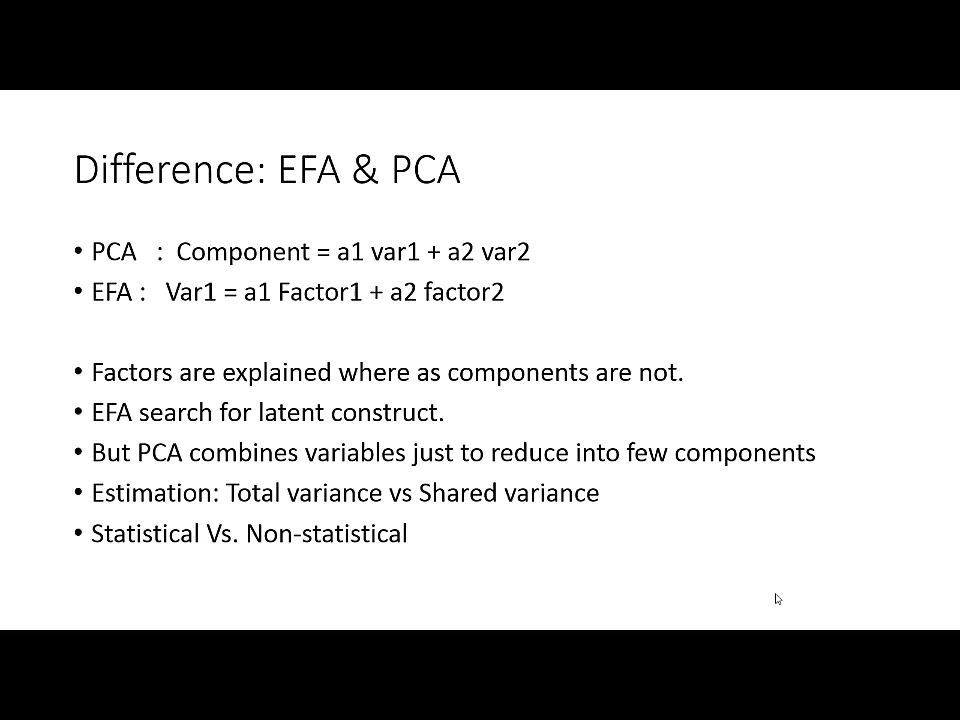 Difference: EFA & PCA
• PCA : Component = a1 var1 + a2 var2
• EFA : Var1 = a1 Factor1 + a2 factor2
• Factors are explained where as components are not.
• EFA search for latent construct.
• But PCA combines variables just to reduce into few components
• Estimation: Total variance vs Shared variance
• Statistical Vs. Non-statistical